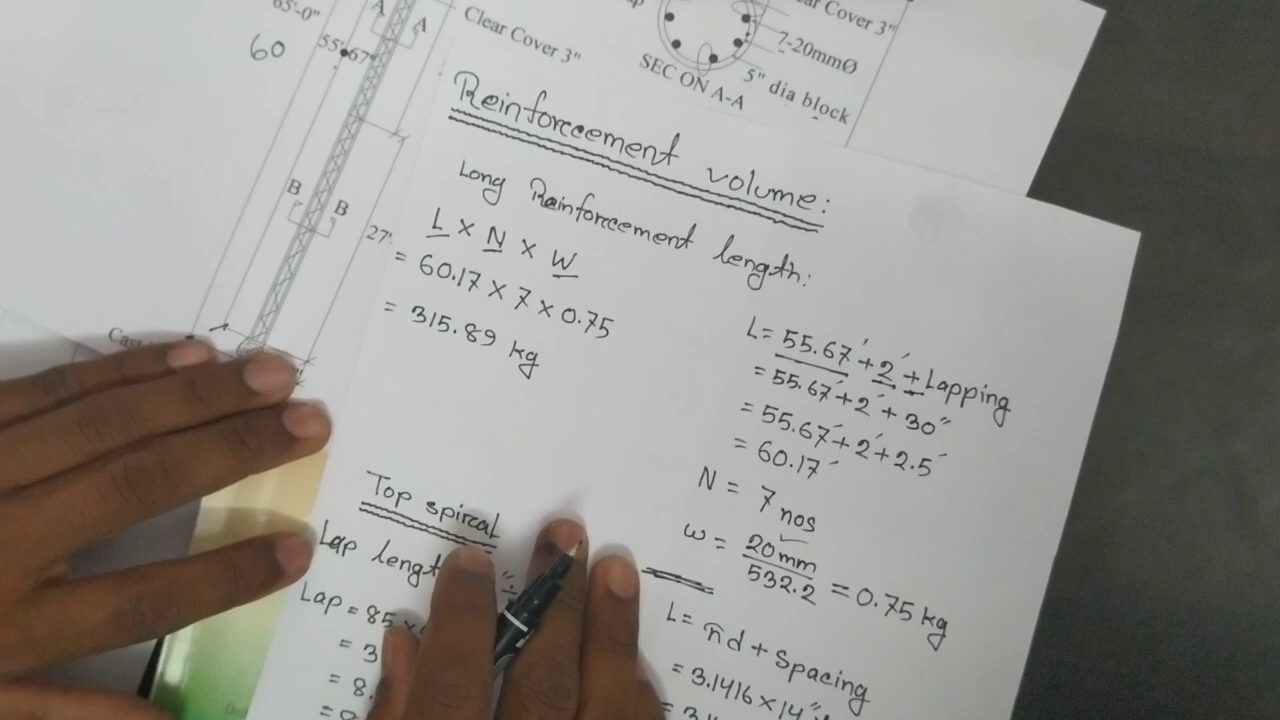 65'-0"
60
55'●67"
A
A
Clear Cover 3"
Clear Cover 3"
7-20mmØ
5" dia block
SEC ON A-A
B
B
27'
Reinforcement volume:
Long Reinforcement length:
L × N × W
= 60.17 × 7 × 0.75
= 315.89 kg
L = 55.67' + 2' + Lapping
= 55.67' + 2' + 30"
= 55.67' + 2' + 2.5'
= 60.17'
N = 7 nos
W = 20mm
532.2
= 0.75 kg
Top spiral
Lap
Lap = 85 ×
= 3
= 8.
L = πd + Spacing
= 3.1416 × 14"